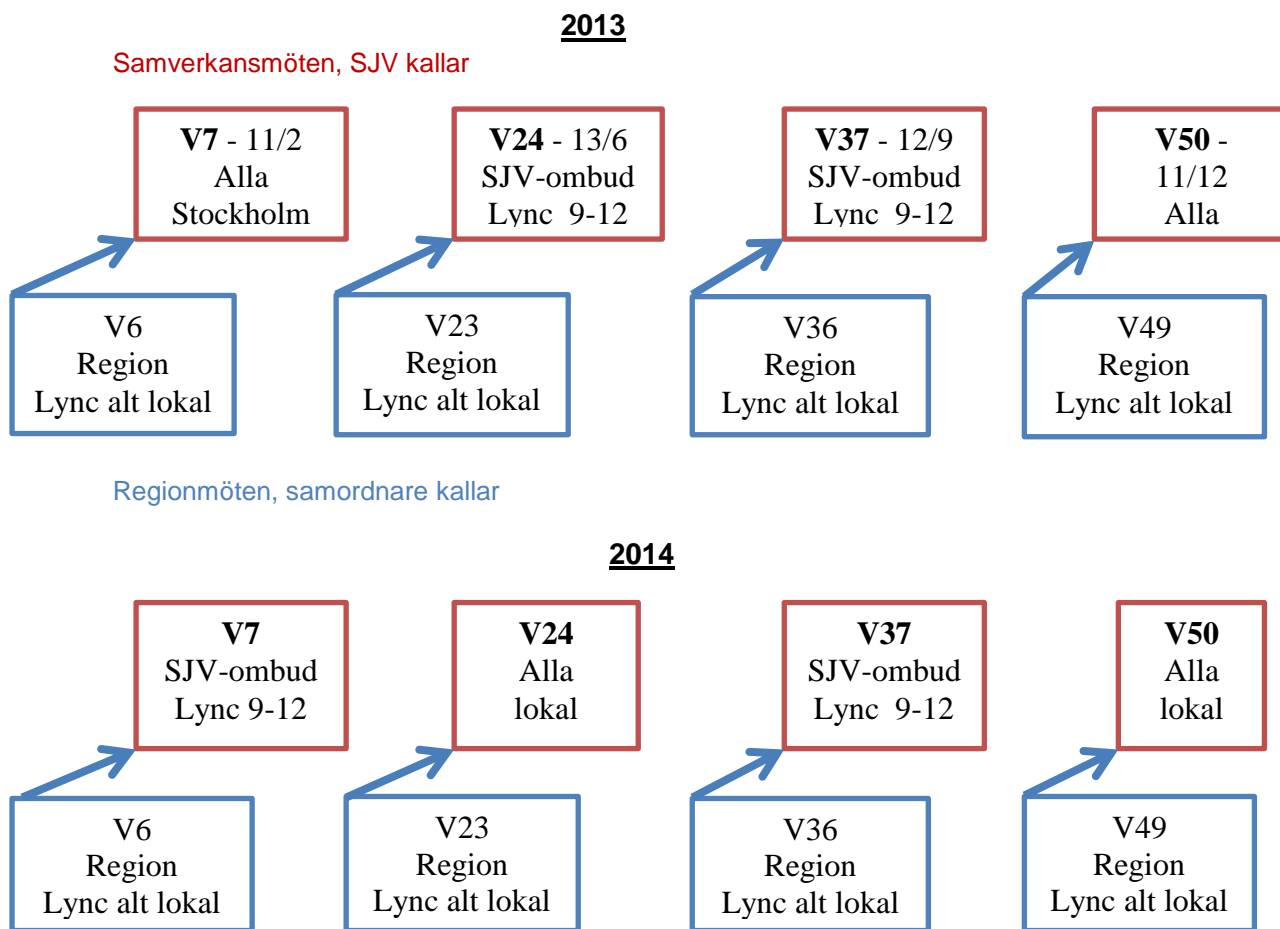 2013
Samverkansmöten, SJV kallar
V7 - 11/2
Alla
Stockholm
V24 - 13/6
SJV-ombud
Lync 9-12
V37 - 12/9
SJV-ombud
Lync 9-12
V50 -
11/12
Alla
V6
Region
Lync alt lokal
V23
Region
Lync alt lokal
V36
Region
Lync alt lokal
V49
Region
Lync alt lokal
Regionmöten, samordnare kallar
2014
V7
SJV-ombud
Lync 9-12
V24
Alla
lokal
V37
SJV-ombud
Lync 9-12
V50
Alla
lokal
V6
Region
Lync alt lokal
V23
Region
Lync alt lokal
V36
Region
Lync alt lokal
V49
Region
Lync alt lokal